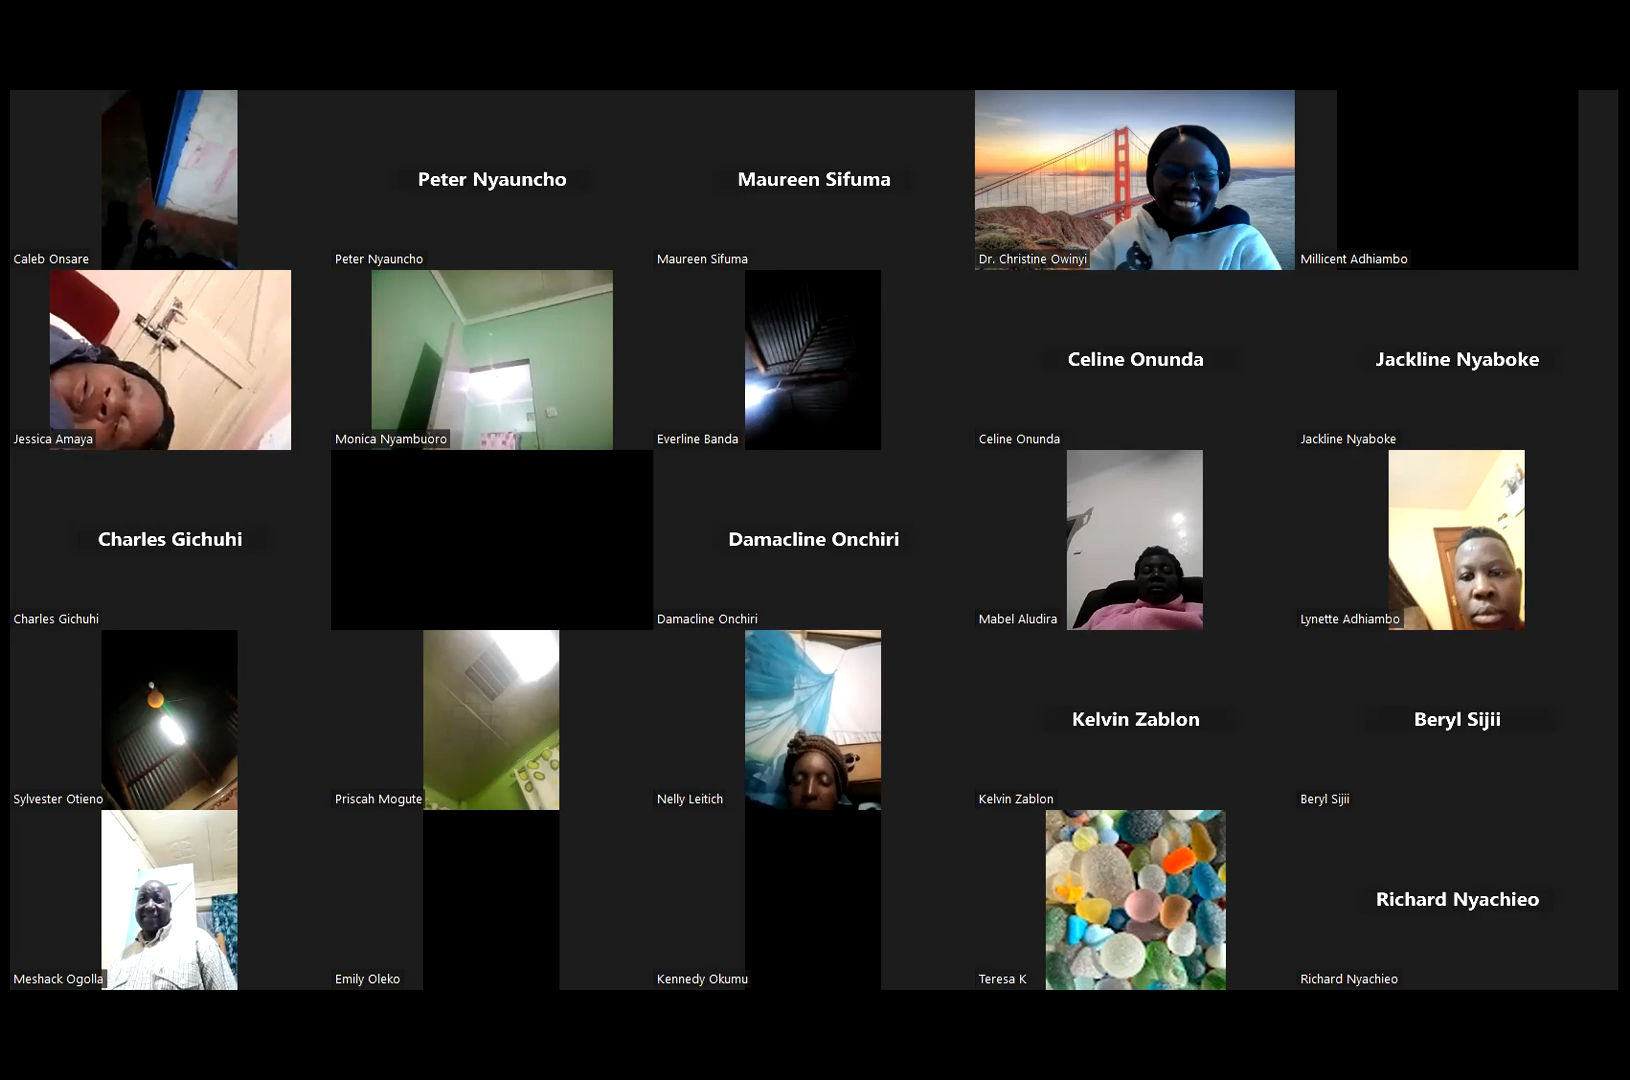 Peter Nyauncho
Maureen Sifuma
Caleb Onsare
Peter Nyauncho
Maureen Sifuma
Dr. Christine Owinyi
Millicent Adhiambo
Celine Onunda
Jackline Nyaboke
Jessica Amaya
Monica Nyambuoro
Everline Banda
Celine Onunda
Jackline Nyaboke
Charles Gichuhi
Damacline Onchiri
Charles Gichuhi
Damacline Onchiri
Mabel Aludira
Lynette Adhiambo
Kelvin Zablon
Beryl Sijii
Sylvester Otieno
Priscah Mogute
Nelly Leitich
Kelvin Zablon
Beryl Sijii
Richard Nyachieo
Meshack Ogolla
Emily Oleko
Kennedy Okumu
Teresa K
Richard Nyachieo